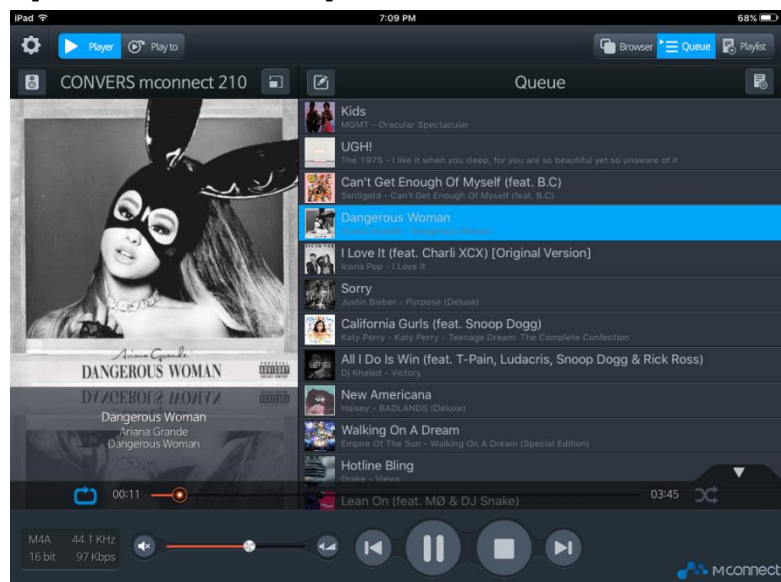 iPad
7:09 PM
68%
Player
Play to
Browser
Queue
Playlist
CONVERS mconnect 210
Queue
Ariana Grande
DANGEROUS WOMAN
PARENTAL
ADVISORY
Dangerous Woman
Ariana Grande
Dangerous Woman
Kids
MGMT - Oracular Spectacular
UGH!
The 1975 - I like it when you sleep, for you are so beautiful yet so unaware of it
Can't Get Enough Of Myself (feat. B.C)
Santigold - Can't Get Enough Of Myself (feat. B.C)
Dangerous Woman
Ariana Grande - Dangerous Woman
I Love It (feat. Charli XCX) [Original Version]
Icona Pop - I Love It
Sorry
Justin Bieber - Purpose (Deluxe)
California Gurls (feat. Snoop Dogg)
Katy Perry - Katy Perry - Teenage Dream: The Complete Confection
All I Do Is Win (feat. T-Pain, Ludacris, Snoop Dogg & Rick Ross)
Dj Khaled - Victory
New Americana
Halsey - BADLANDS (Deluxe)
Walking On A Dream
Empire Of The Sun - Walking On A Dream (Special Edition)
Hotline Bling
Drake - Views
Lean On (feat. MØ & DJ Snake)
00:11
03:45
M4A 44.1 KHz
16 bit 97 Kbps
mconnect